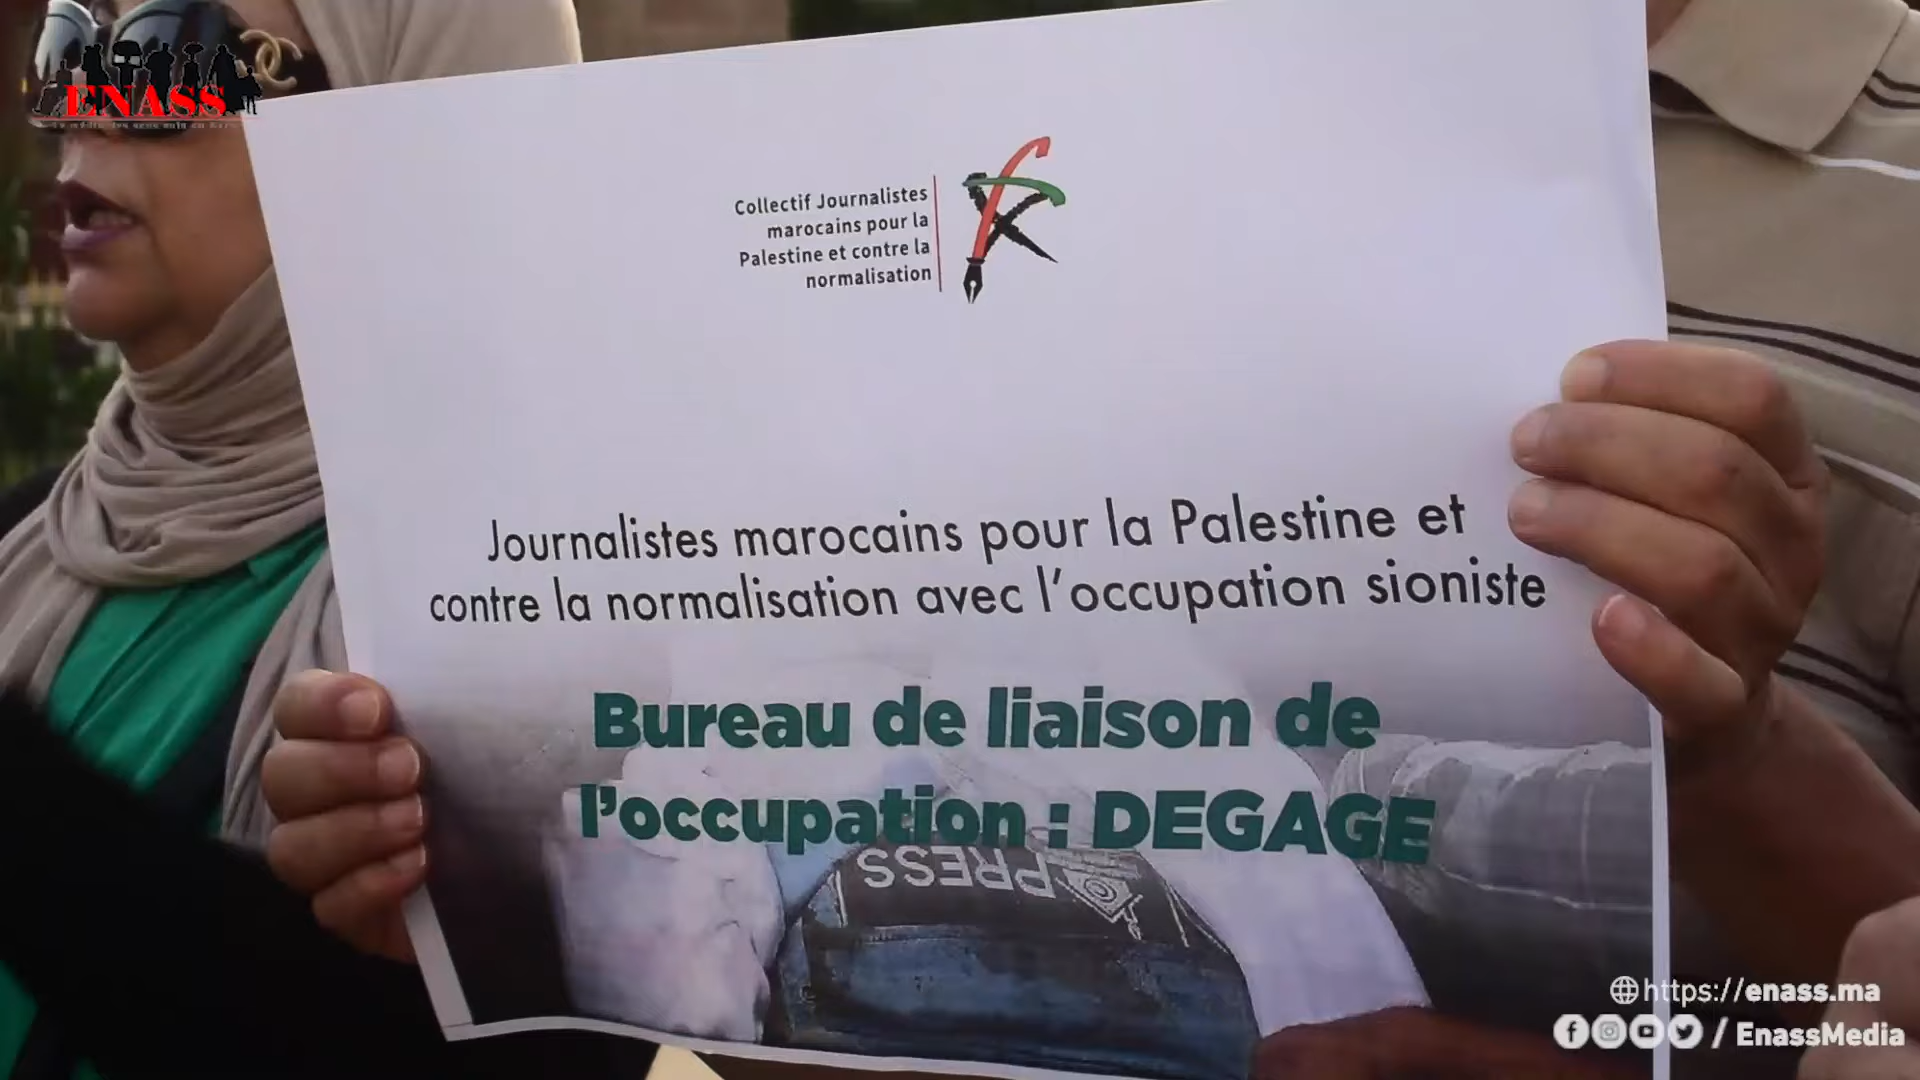 ENASS
Collectif Journalistes
marocains pour la
Palestine et contre la
normalisation
Journalistes marocains pour la Palestine et
contre la normalisation avec l'occupation sioniste
Bureau de liaison de
l'occupation : DEGAGE
PRESS
https://enass.ma
/ EnassMedia